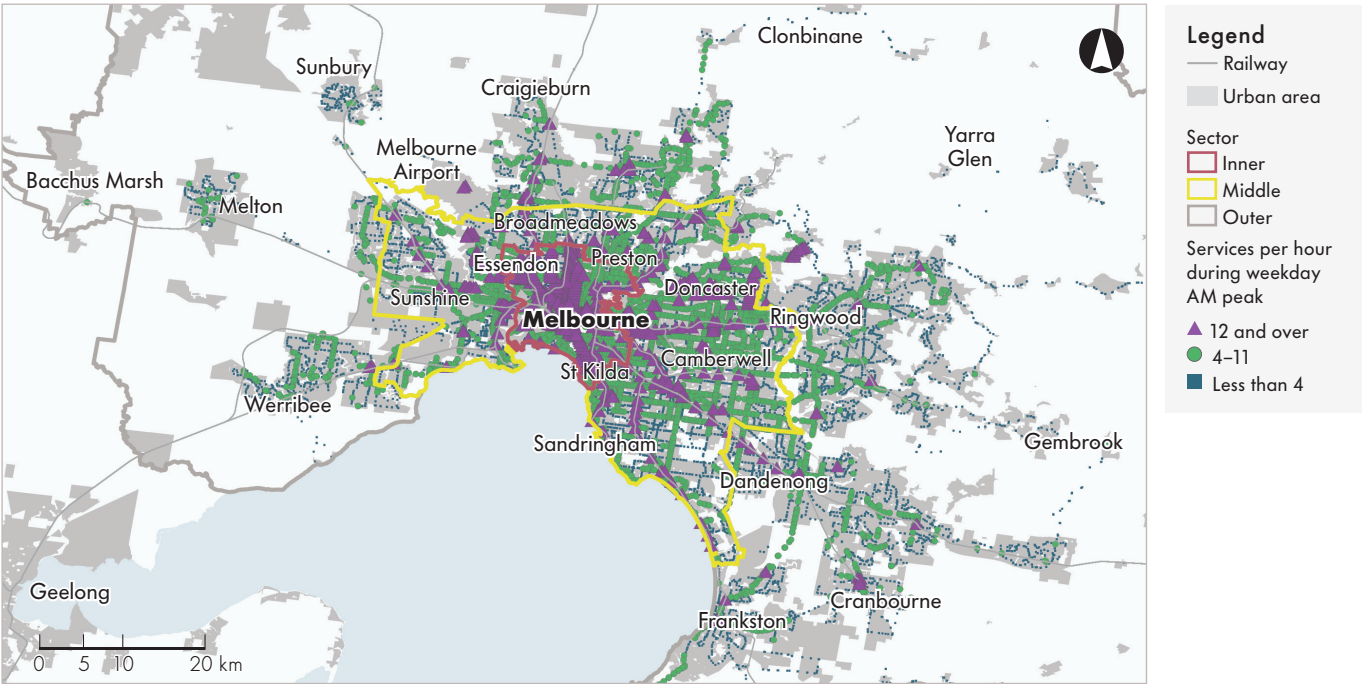 Clonbinane
Sunbury
Craigieburn
Melbourne
Airport
Yarra
Glen
Bacchus Marsh
Melton
Broadmeadows
Essendon
Preston
Doncaster
Sunshine
Melbourne
Ringwood
Camberwell
St Kilda
Werribee
Sandringham
Gembrook
Dandenong
Geelong
Cranbourne
Frankston
0 5 10 20 km
Legend
Railway
Urban area
Sector
Inner
Middle
Outer
Services per hour
during weekday
AM peak
12 and over
4–11
Less than 4